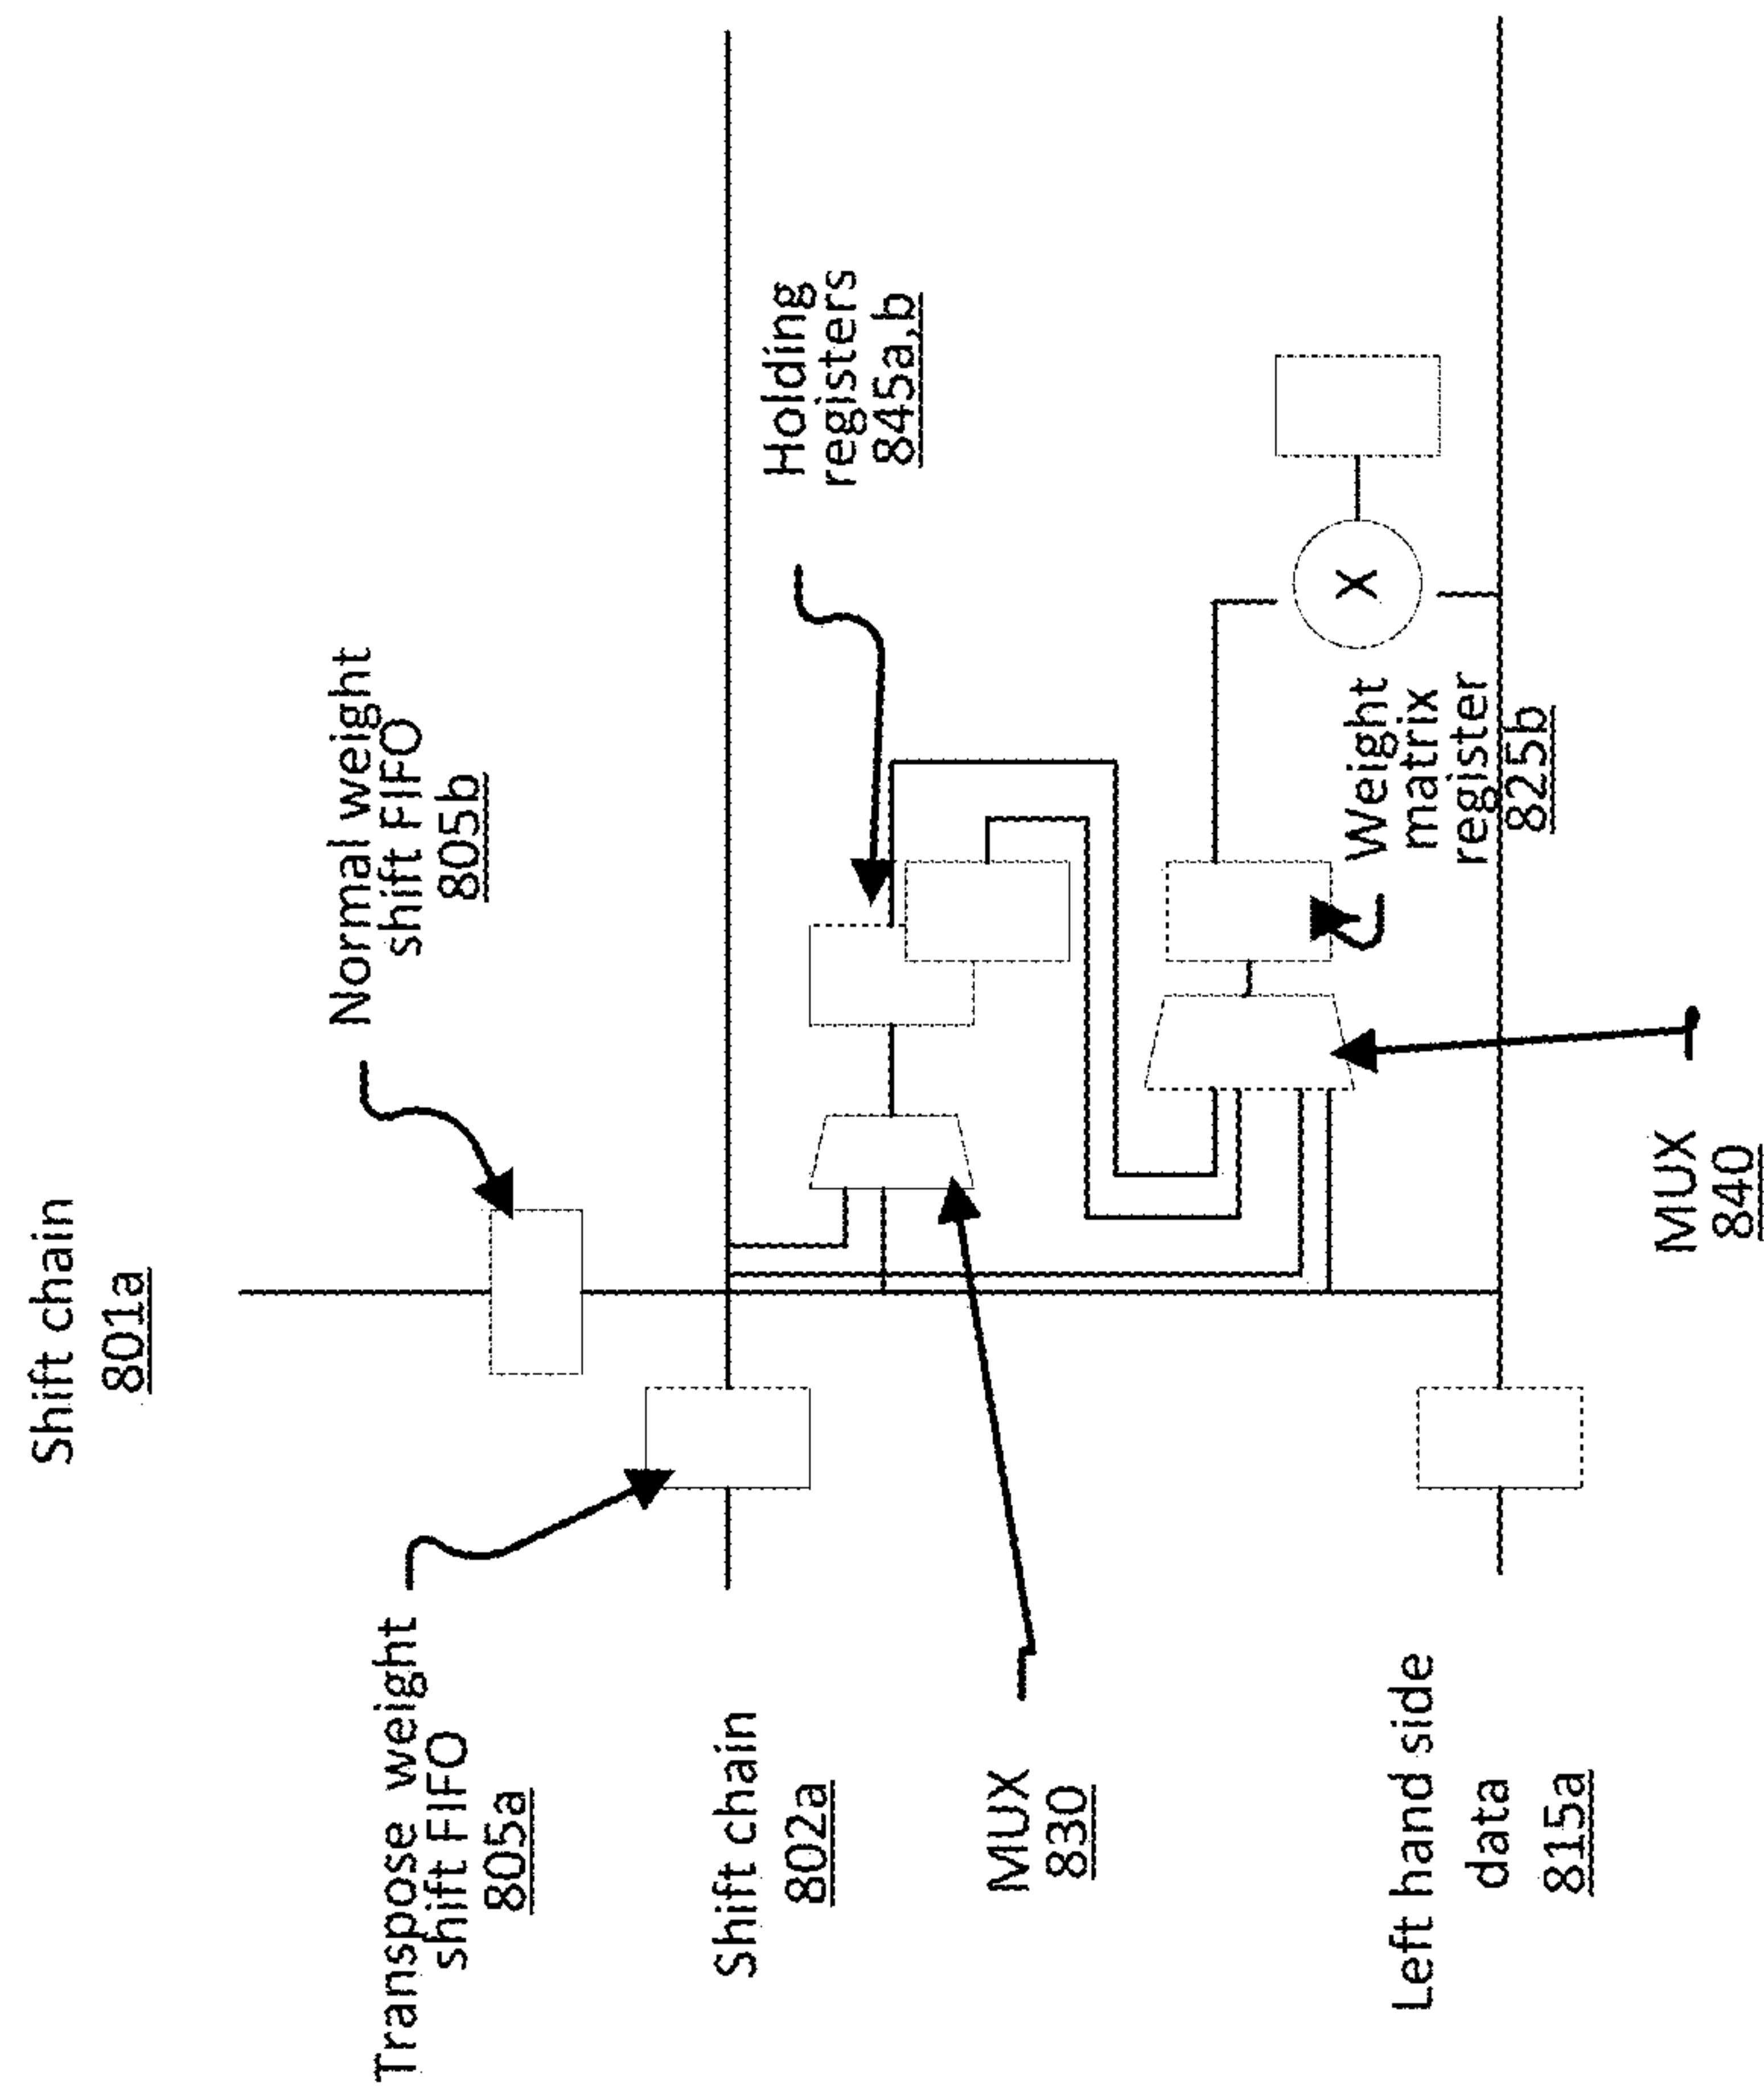 Shift chain
801a
Normal weight
shift FIFO
805b
Transpose weight
shift FIFO
805a
Shift chain
802a
Holding
registers
845a,b
MUX
830
X
Weight
matrix
register
825b
Left hand side
data
815a
MUX
840